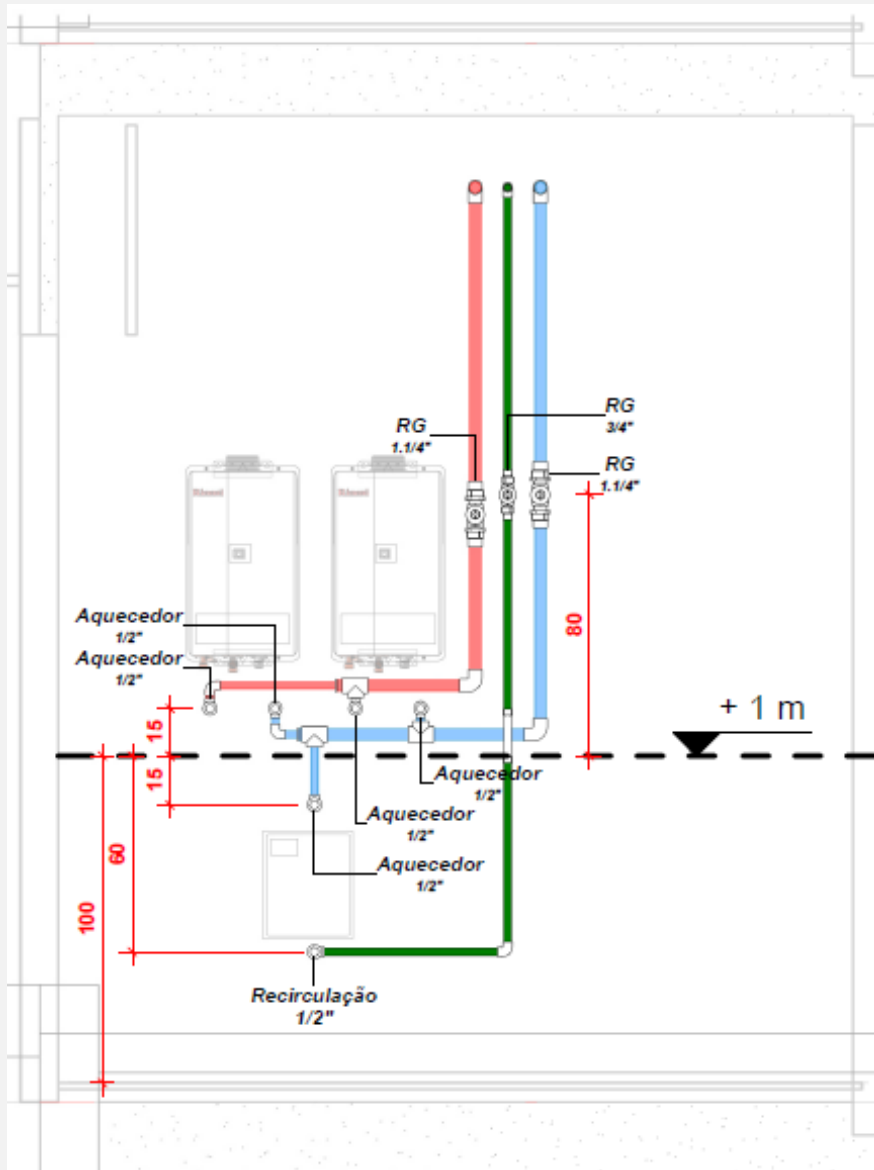 RG
3/4"
RG
1.1/4"
RG
1.1/4"
Aquecedor
1/2"
Aquecedor
1/2"
80
+ 1 m
15
15
Aquecedor
1/2"
Aquecedor
1/2"
Aquecedor
1/2"
60
100
Recirculação
1/2"